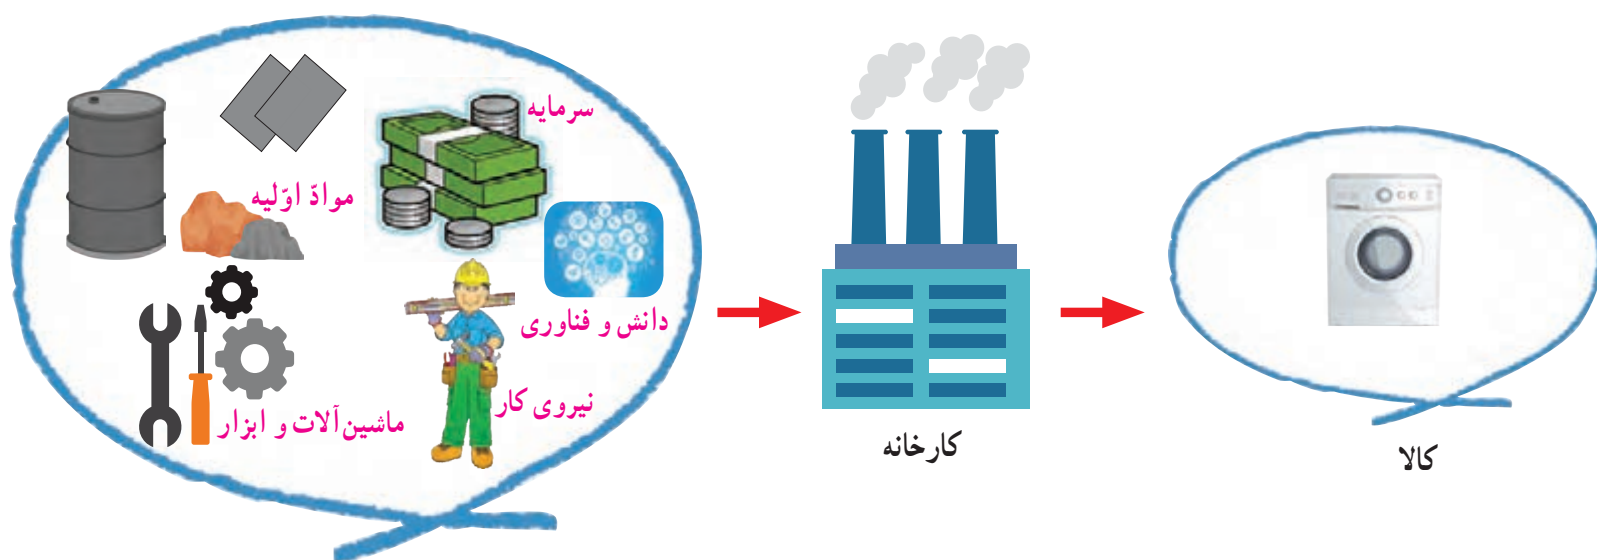 سرمایه
موادّ اوّلیه
دانش و فناوری
نیروی کار
ماشین‌آلات و ابزار
کارخانه
کالا